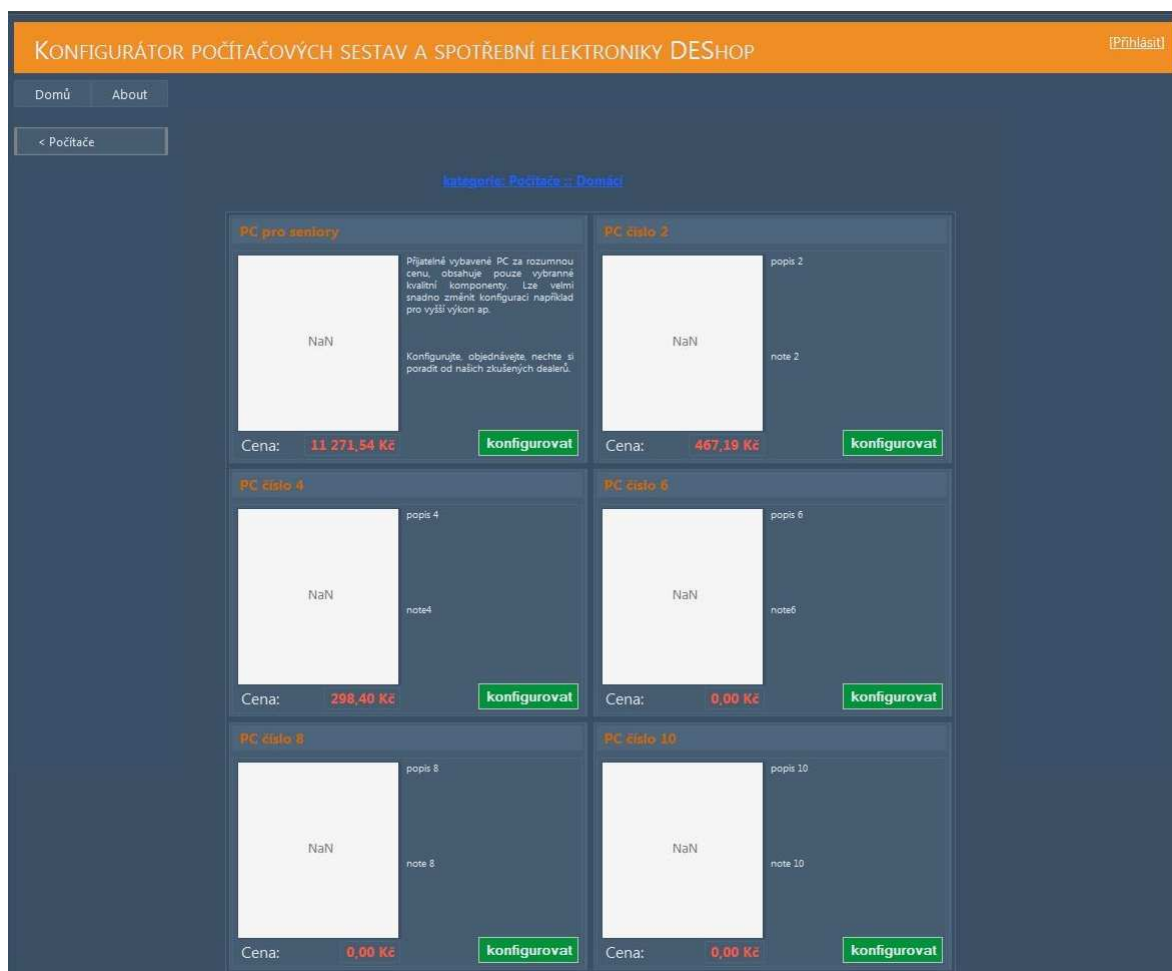 Konfigurátor počítačových sestav a spotřební elektroniky DEShop
[Přihlásit]
Domů About
< Počítače
kategorie: Počítače :: Domácí
PC pro seniory
NaN
Přijatelně vybavené PC za rozumnou
cenu, obsahuje pouze vybranné
kvalitní komponenty. Lze velmi
snadno změnit konfiguraci například
pro vyšší výkon ap.
Konfigurujte, objednávejte, nechte si
poradit od našich zkušených dealerů.
Cena: 11 271,54 Kč konfigurovat
PC číslo 2
NaN
popis 2
note 2
Cena: 467,19 Kč konfigurovat
PC číslo 4
NaN
popis 4
note4
Cena: 298,40 Kč konfigurovat
PC číslo 6
NaN
popis 6
note6
Cena: 0,00 Kč konfigurovat
PC číslo 8
NaN
popis 8
note 8
Cena: 0,00 Kč konfigurovat
PC číslo 10
NaN
popis 10
note 10
Cena: 0,00 Kč konfigurovat